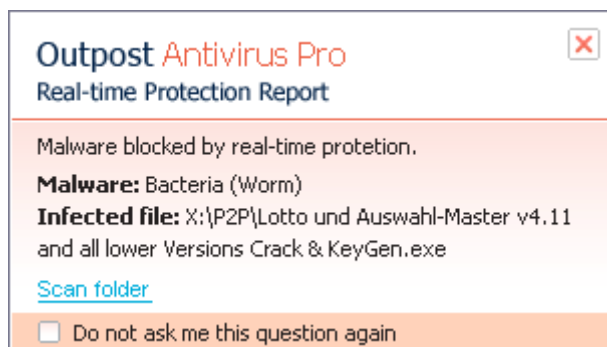 Outpost Antivirus Pro
Real-time Protection Report
Malware blocked by real-time protetion.
Malware: Bacteria (Worm)
Infected file: X:\P2P\Lotto und Auswahl-Master v4.11
and all lower Versions Crack & KeyGen.exe
Scan folder
Do not ask me this question again